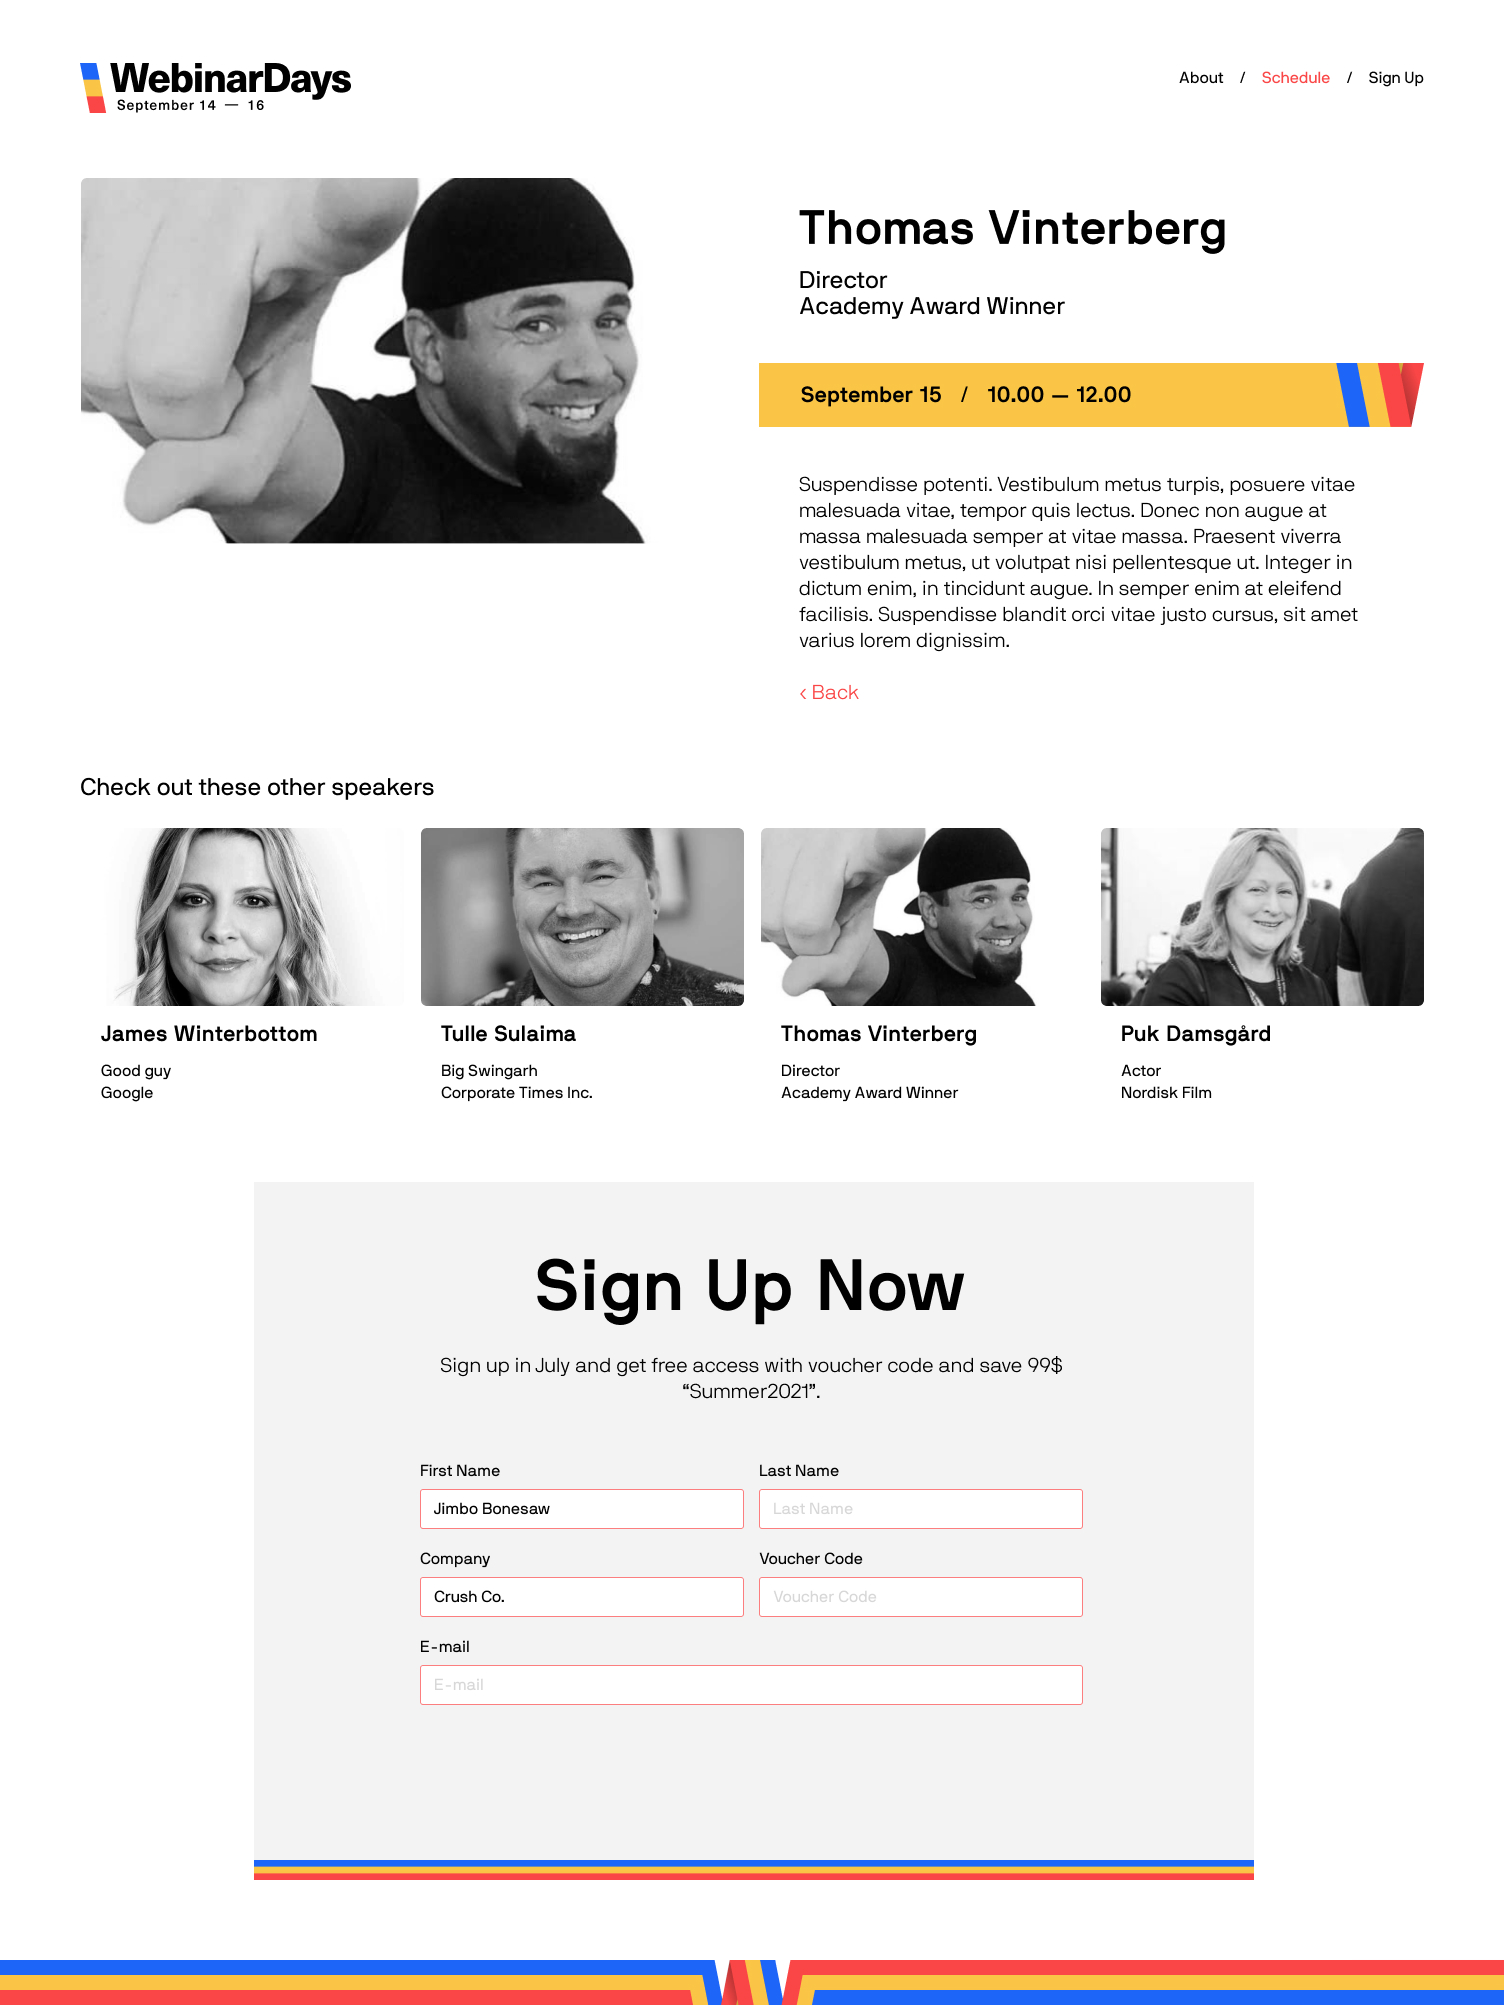 WebinarDays
September 14 — 16
About / Schedule / Sign Up
Thomas Vinterberg
Director
Academy Award Winner
September 15 / 10.00 — 12.00
Suspendisse potenti. Vestibulum metus turpis, posuere vitae
malesuada vitae, tempor quis lectus. Donec non augue at
massa malesuada semper at vitae massa. Praesent viverra
vestibulum metus, ut volutpat nisi pellentesque ut. Integer in
dictum enim, in tincidunt augue. In semper enim at eleifend
facilisis. Suspendisse blandit orci vitae justo cursus, sit amet
varius lorem dignissim.
‹ Back
Check out these other speakers
James Winterbottom
Good guy
Google
Tulle Sulaima
Big Swingarh
Corporate Times Inc.
Thomas Vinterberg
Director
Academy Award Winner
Puk Damsgård
Actor
Nordisk Film
Sign Up Now
Sign up in July and get free access with voucher code and save 99$
“Summer2021”.
First Name
Jimbo Bonesaw
Last Name
Last Name
Company
Crush Co.
Voucher Code
Voucher Code
E-mail
E-mail